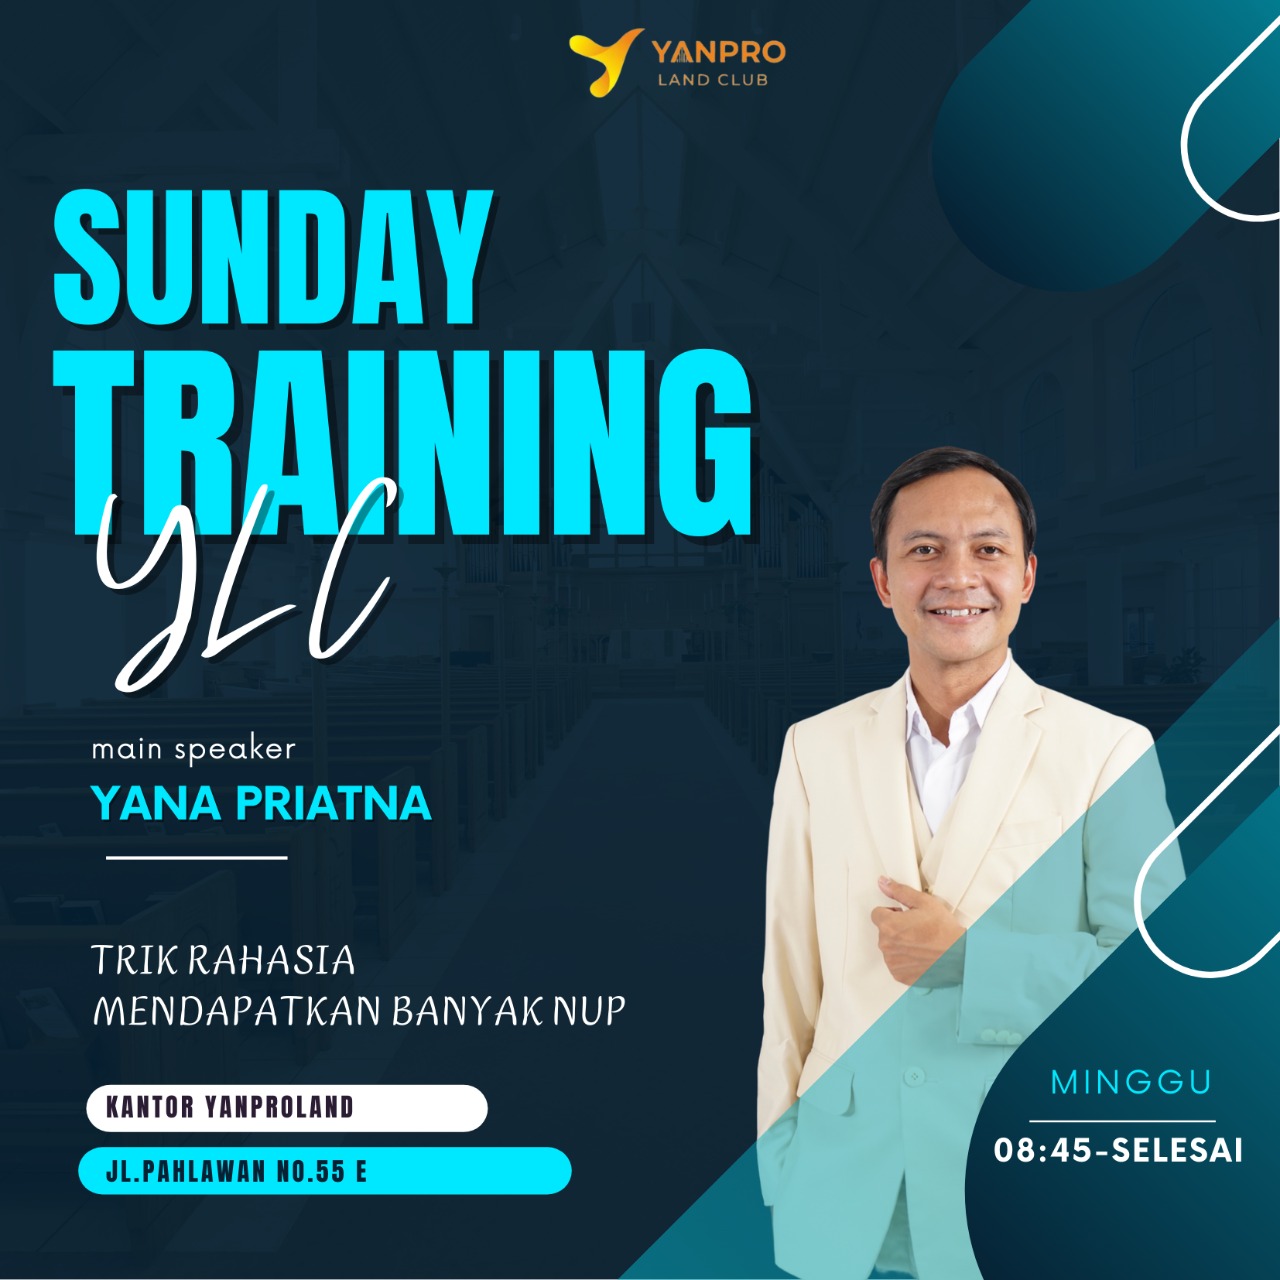 YANPRO
LAND CLUB
SUNDAY
TRAINING
YLC
main speaker
YANA PRIATNA
TRIK RAHASIA
MENDAPATKAN BANYAK NUP
KANTOR YANPROLAND
JL.PAHLAWAN NO.55 E
MINGGU
08:45-SELESAI